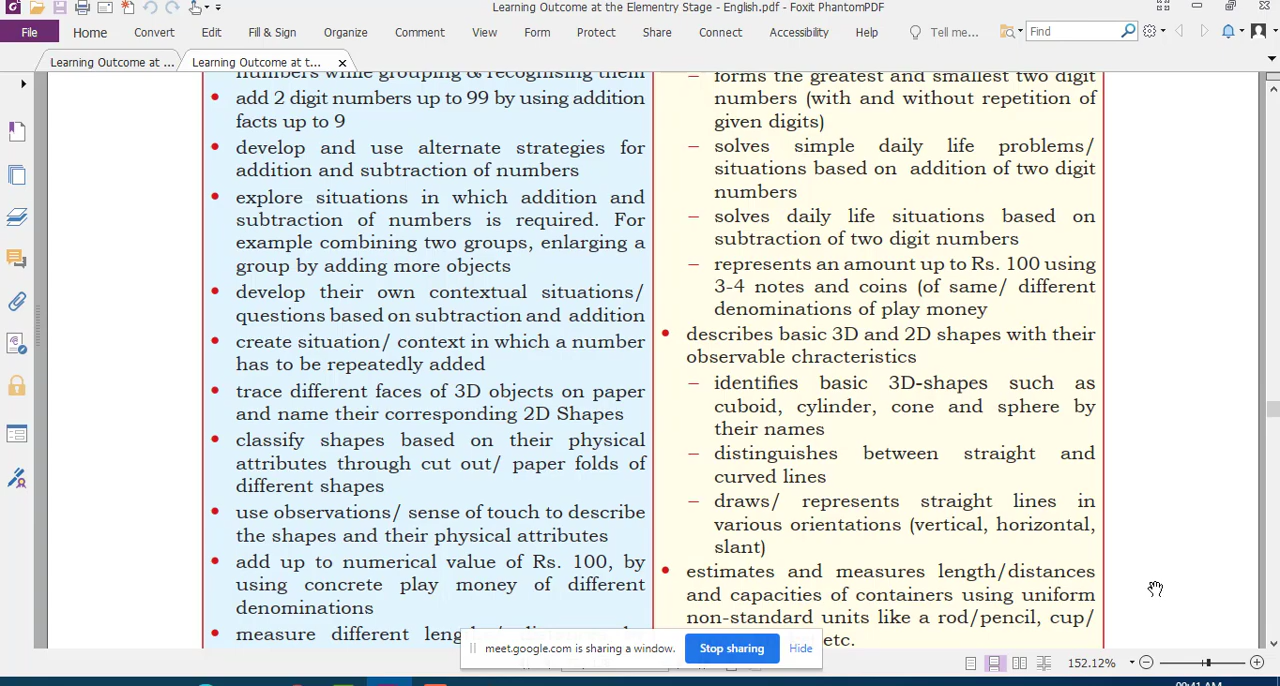 Learning Outcome at the Elementry Stage - English.pdf - Foxit PhantomPDF
File Home Convert Edit Fill & Sign Organize Comment View Form Protect Share Connect Accessibility Help Tell me... Find
Learning Outcome at ... Learning Outcome at t...
numbers while grouping & recognising them
• add 2 digit numbers up to 99 by using addition
facts up to 9
• develop and use alternate strategies for
addition and subtraction of numbers
• explore situations in which addition and
subtraction of numbers is required. For
example combining two groups, enlarging a
group by adding more objects
• develop their own contextual situations/
questions based on subtraction and addition
• create situation/ context in which a number
has to be repeatedly added
• trace different faces of 3D objects on paper
and name their corresponding 2D Shapes
• classify shapes based on their physical
attributes through cut out/ paper folds of
different shapes
• use observations/ sense of touch to describe
the shapes and their physical attributes
• add up to numerical value of Rs. 100, by
using concrete play money of different
denominations
• measure different
– forms the greatest and smallest two digit
numbers (with and without repetition of
given digits)
– solves simple daily life problems/
situations based on addition of two digit
numbers
– solves daily life situations based on
subtraction of two digit numbers
– represents an amount up to Rs. 100 using
3-4 notes and coins (of same/ different
denominations of play money
• describes basic 3D and 2D shapes with their
observable chracteristics
– identifies basic 3D-shapes such as
cuboid, cylinder, cone and sphere by
their names
– distinguishes between straight and
curved lines
– draws/ represents straight lines in
various orientations (vertical, horizontal,
slant)
• estimates and measures length/distances
and capacities of containers using uniform
non-standard units like a rod/pencil, cup/
etc.
meet.google.com is sharing a window. Stop sharing Hide
152.12%